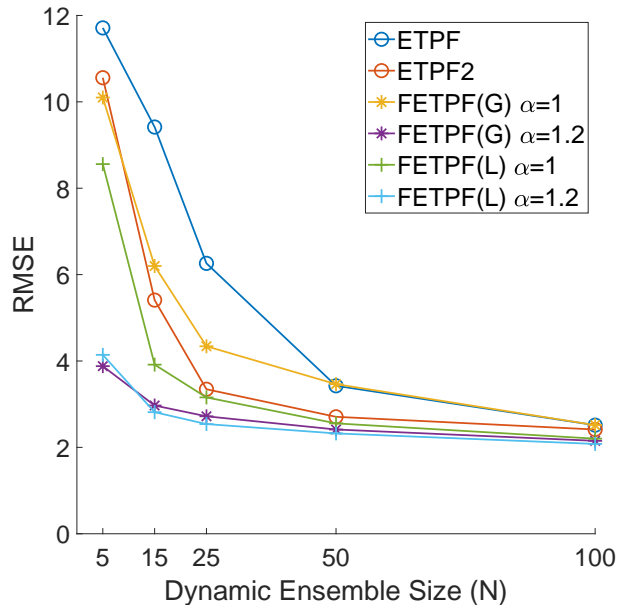 12
10
8
6
4
2
0
RMSE
ETPF
ETPF2
FETPF(G) α=1
FETPF(G) α=1.2
FETPF(L) α=1
FETPF(L) α=1.2
5 15 25 50 100
Dynamic Ensemble Size (N)